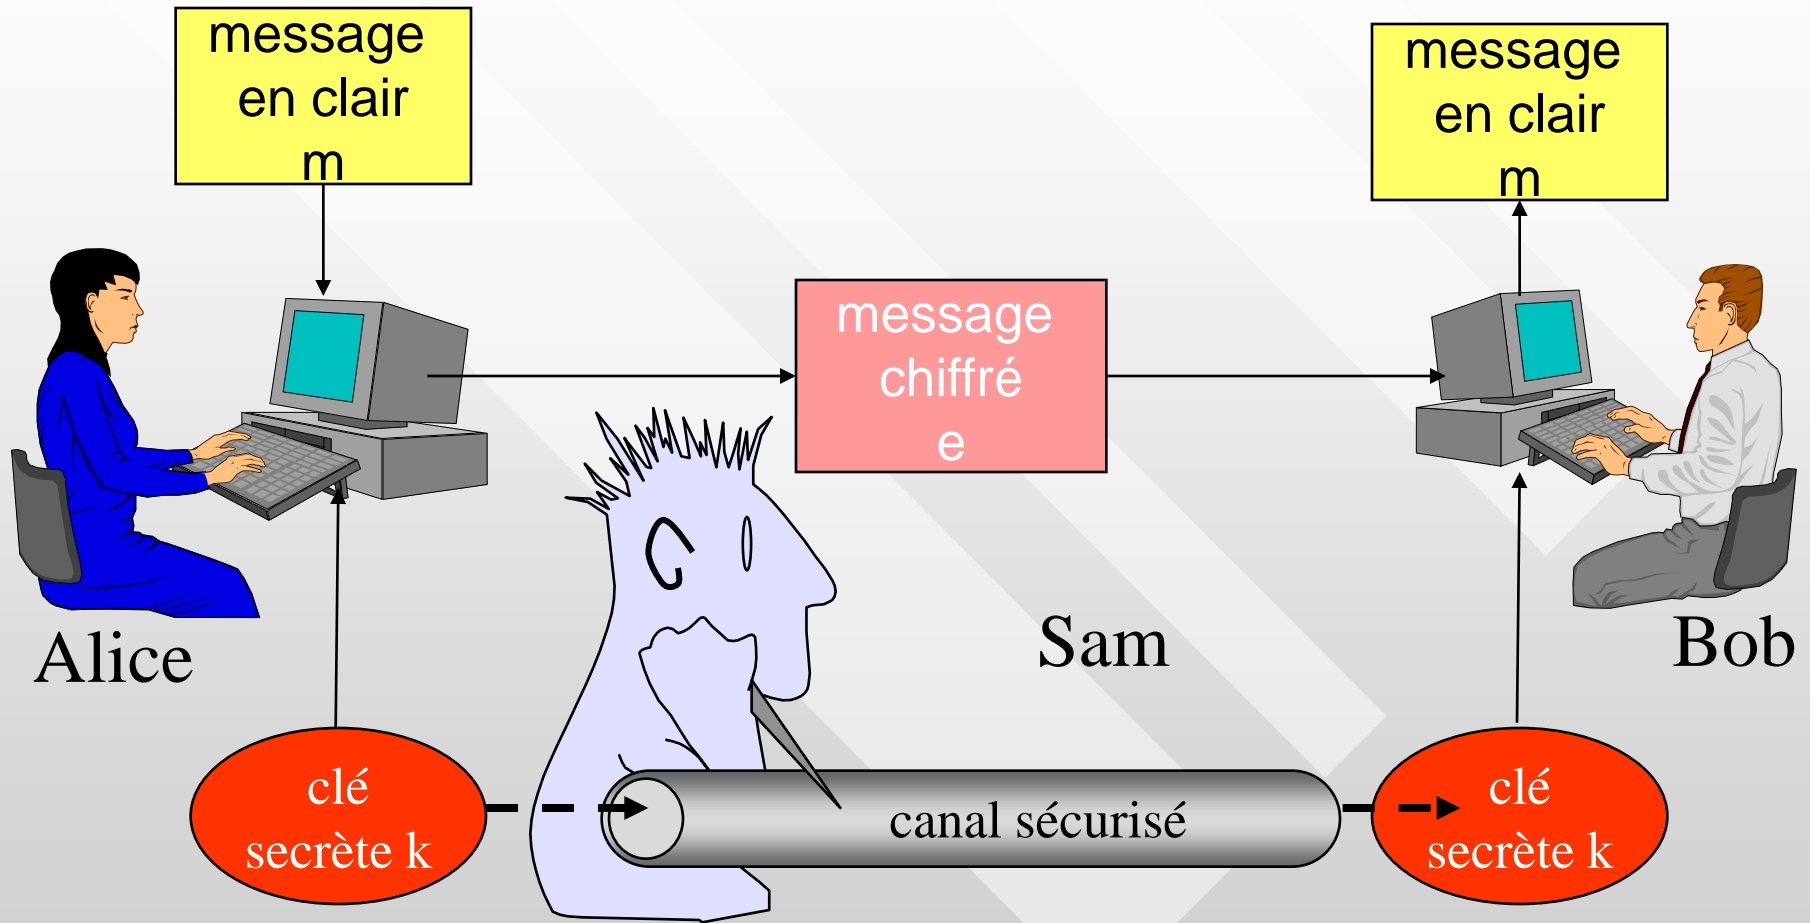 message
en clair
m
message
en clair
m
message
chiffré
e
Alice
Sam
Bob
clé
secrète k
canal sécurisé
clé
secrète k